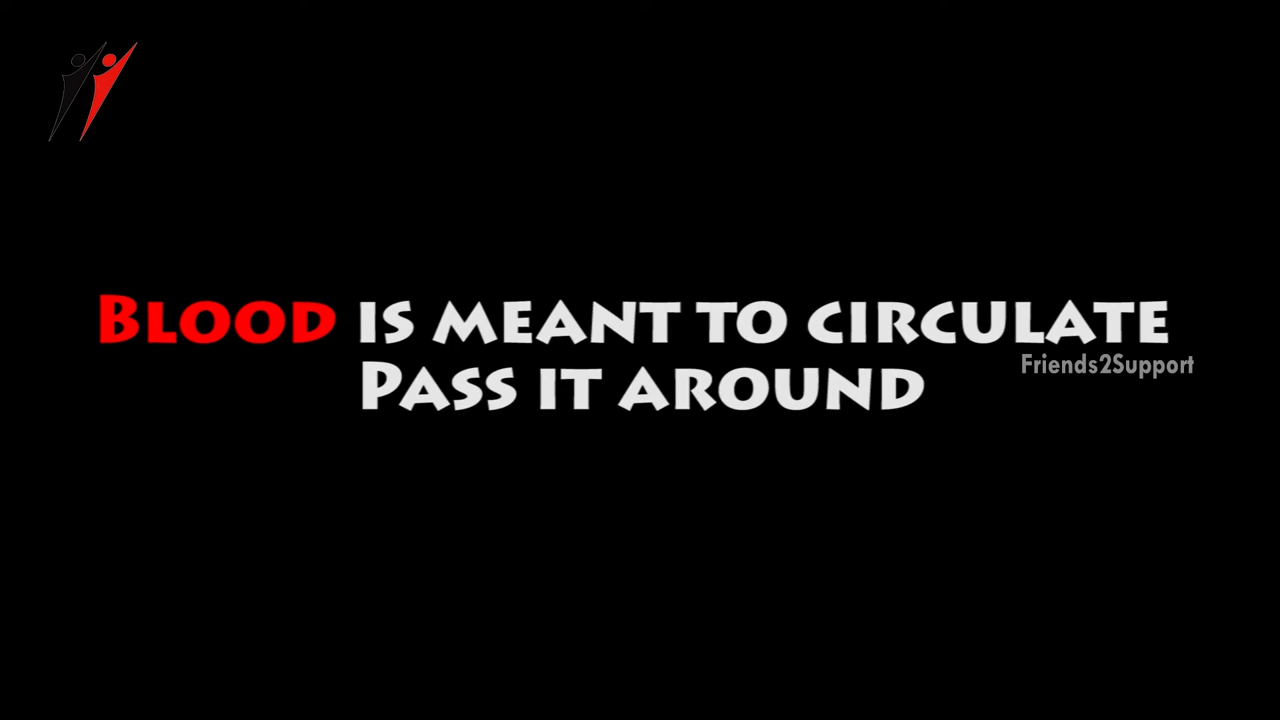 Blood is meant to circulate
Friends2Support
Pass it around